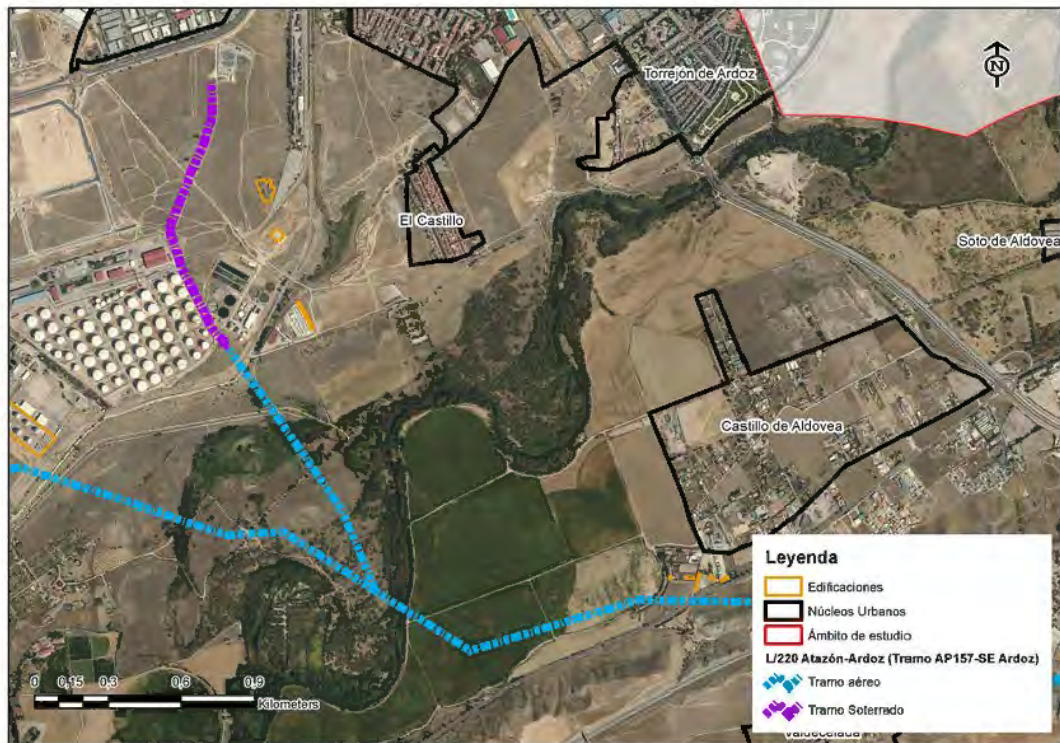 N
Torrejón de Ardoz
El Castillo
Soto de Aldovea
Castillo de Aldovea
Leyenda
Edificaciones
Núcleos Urbanos
Ámbito de estudio
L/220 Atazón-Ardoz (Tramo AP157-SE Ardoz)
Tramo aéreo
Tramo Soterrado
0 0,15 0,3 0,6 0,9
Kilometers
Valdecelada